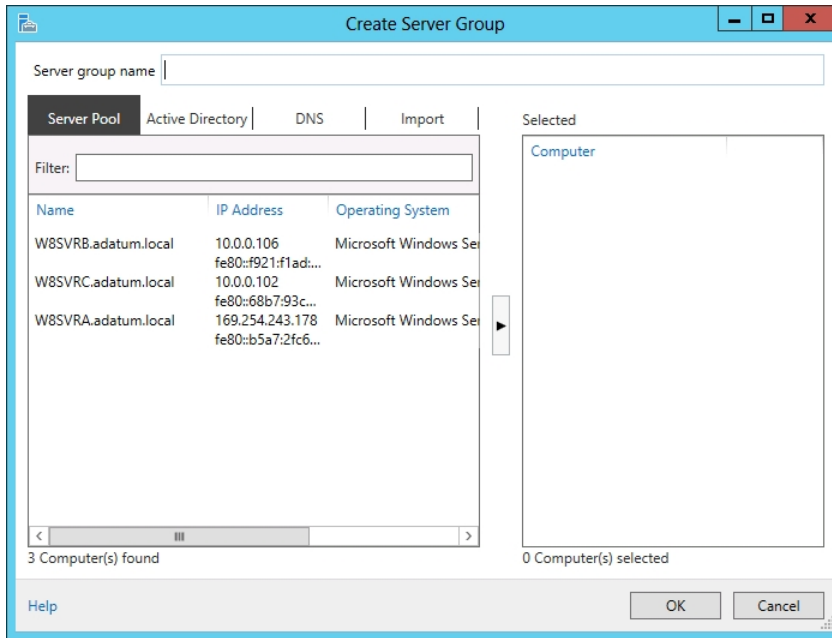 Create Server Group
Server group name
Server Pool Active Directory DNS Import
Selected
Filter:
Computer
Name IP Address Operating System
W8SVRB.adatum.local 10.0.0.106 Microsoft Windows Ser
fe80::f921:f1ad:...
W8SVRC.adatum.local 10.0.0.102 Microsoft Windows Ser
fe80::68b7:93c...
W8SVRA.adatum.local 169.254.243.178 Microsoft Windows Ser
fe80::b5a7:2fc6...
3 Computer(s) found
0 Computer(s) selected
Help
OK Cancel